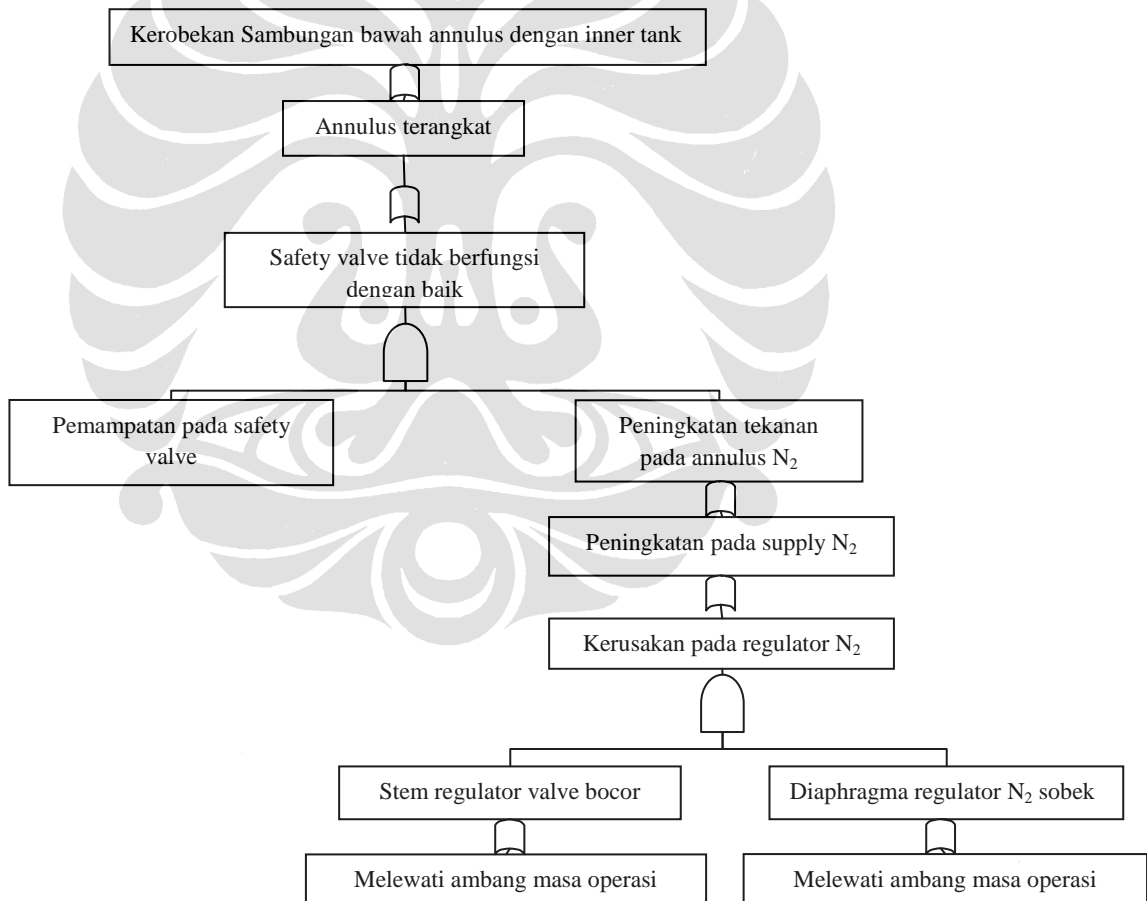 Kerobekan Sambungan bawah annulus dengan inner tank
Annulus terangkat
Safety valve tidak berfungsi
dengan baik
Pemampatan pada safety
valve
Peningkatan tekanan
pada annulus N₂
Peningkatan pada supply N₂
Kerusakan pada regulator N₂
Stem regulator valve bocor
Diaphragma regulator N₂ sobek
Melewati ambang masa operasi
Melewati ambang masa operasi